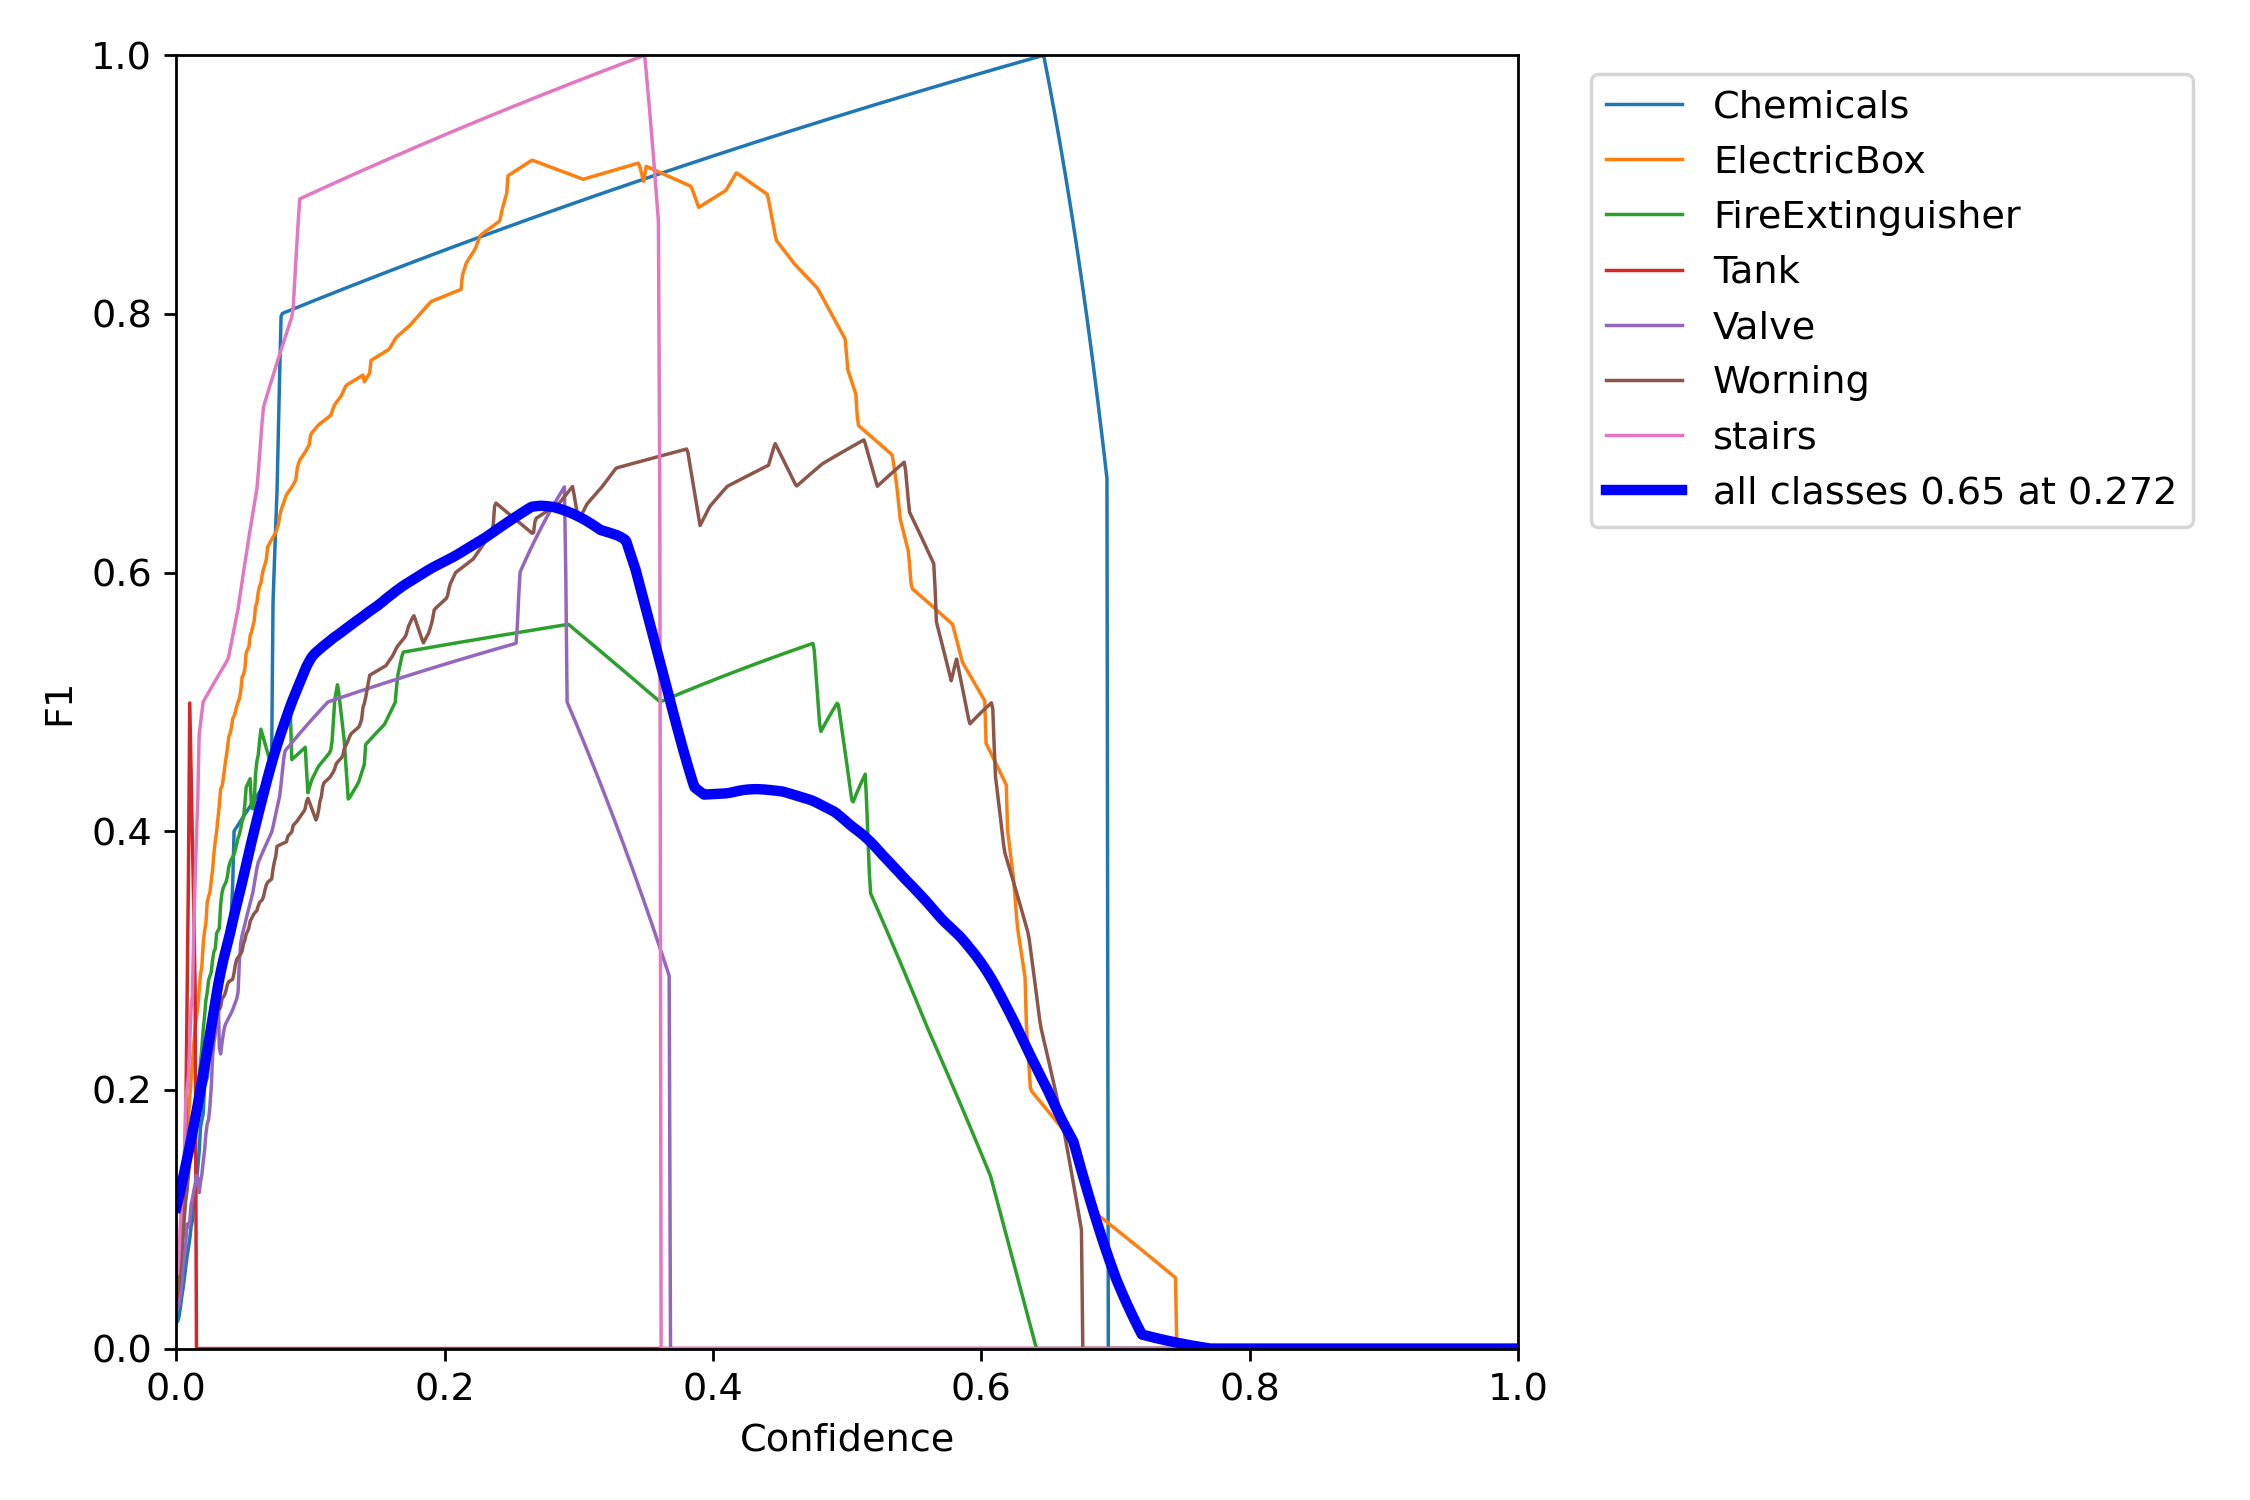 1.0
0.8
0.6
0.4
0.2
0.0
F1
0.0 0.2 0.4 0.6 0.8 1.0
Confidence
Chemicals
ElectricBox
FireExtinguisher
Tank
Valve
Worning
stairs
all classes 0.65 at 0.272